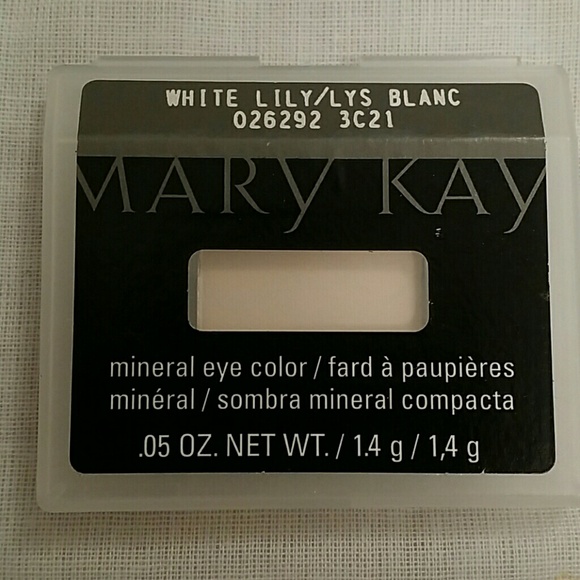 WHITE LILY/LYS BLANC
026292 3C21
MARY KAY
mineral eye color / fard à paupières
minéral / sombra mineral compacta
.05 OZ. NET WT. / 1.4 g / 1,4 g